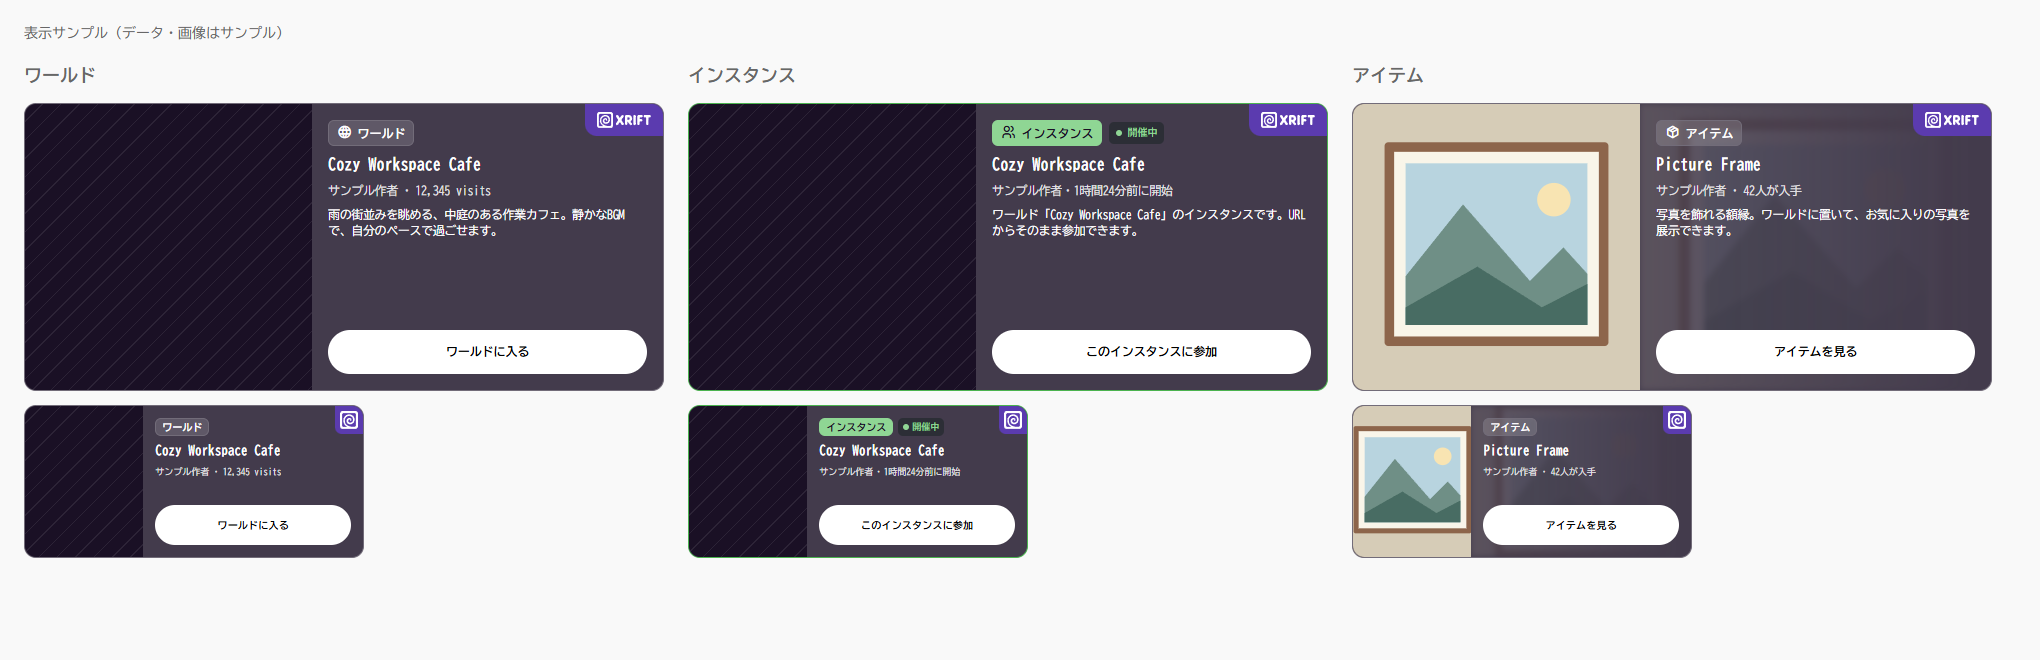 表示サンプル（データ・画像はサンプル）
ワールド
XRIFT
ワールド
Cozy Workspace Cafe
サンプル作者 ・ 12,345 visits
雨の街並みを眺める、中庭のある作業カフェ。静かなBGM
で、自分のペースで過ごせます。
ワールドに入る
ワールド
Cozy Workspace Cafe
サンプル作者 ・ 12,345 visits
ワールドに入る
インスタンス
XRIFT
インスタンス 開催中
Cozy Workspace Cafe
サンプル作者・1時間24分前に開始
ワールド「Cozy Workspace Cafe」のインスタンスです。URL
からそのまま参加できます。
このインスタンスに参加
インスタンス 開催中
Cozy Workspace Cafe
サンプル作者・1時間24分前に開始
このインスタンスに参加
アイテム
XRIFT
アイテム
Picture Frame
サンプル作者 ・ 42人が入手
写真を飾れる額縁。ワールドに置いて、お気に入りの写真を
展示できます。
アイテムを見る
アイテム
Picture Frame
サンプル作者 ・ 42人が入手
アイテムを見る